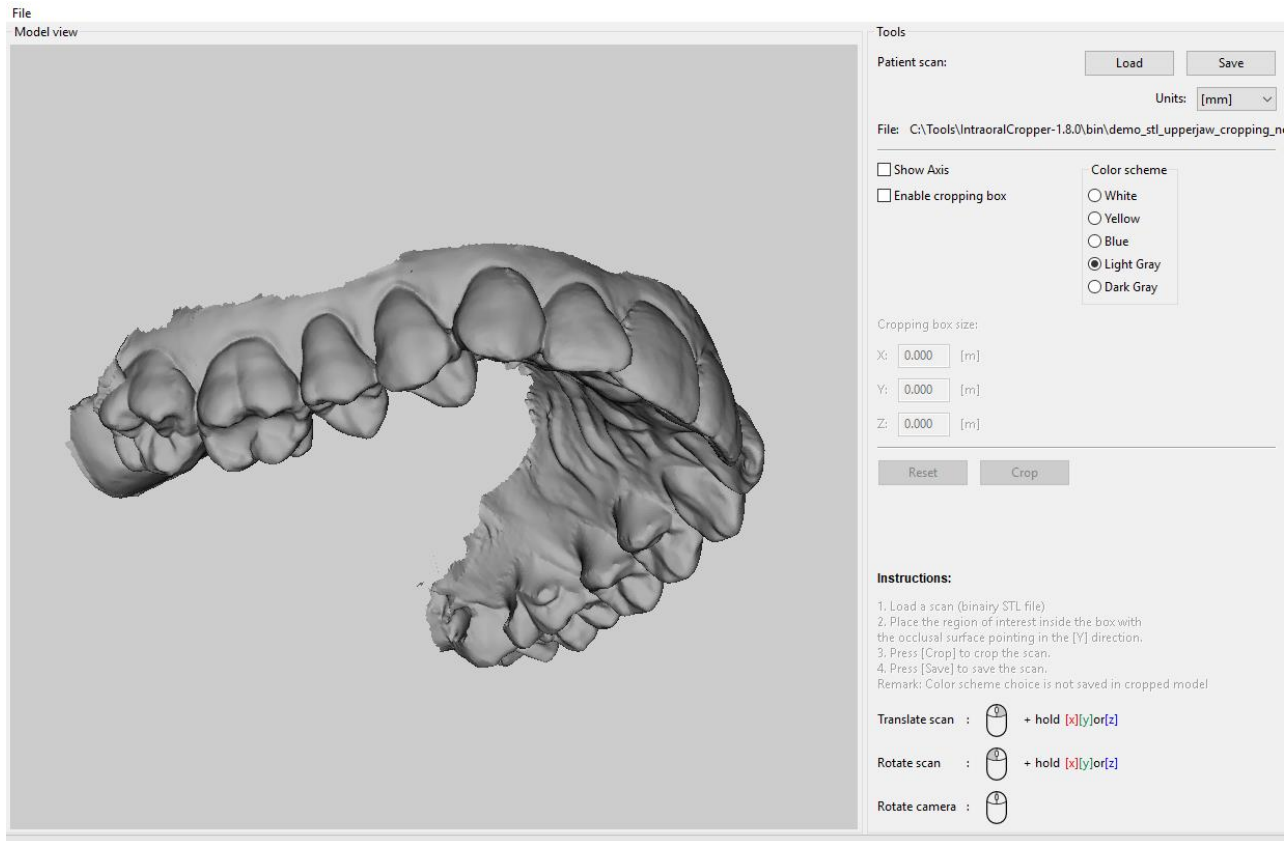 File
Model view
Tools
Patient scan:
Load
Save
Units:
[mm]
File: C:\Tools\IntraoralCropper-1.8.0\bin\demo_stl_upperjaw_cropping_n
Show Axis
Enable cropping box
Color scheme
White
Yellow
Blue
Light Gray
Dark Gray
Cropping box size:
X: 0.000 [m]
Y: 0.000 [m]
Z: 0.000 [m]
Reset
Crop
Instructions:
1. Load a scan (binairy STL file)
2. Place the region of interest inside the box with
the occlusal surface pointing in the [Y] direction.
3. Press [Crop] to crop the scan.
4. Press [Save] to save the scan.
Remark: Color scheme choice is not saved in cropped model
Translate scan : + hold [x][y]or[z]
Rotate scan : + hold [x][y]or[z]
Rotate camera :